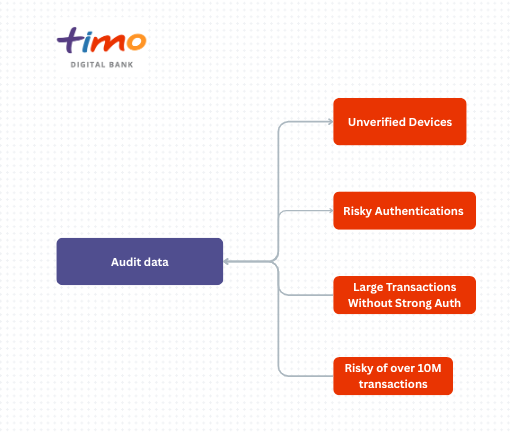 timo
DIGITAL BANK
Unverified Devices
Risky Authentications
Audit data
Large Transactions
Without Strong Auth
Risky of over 10M
transactions